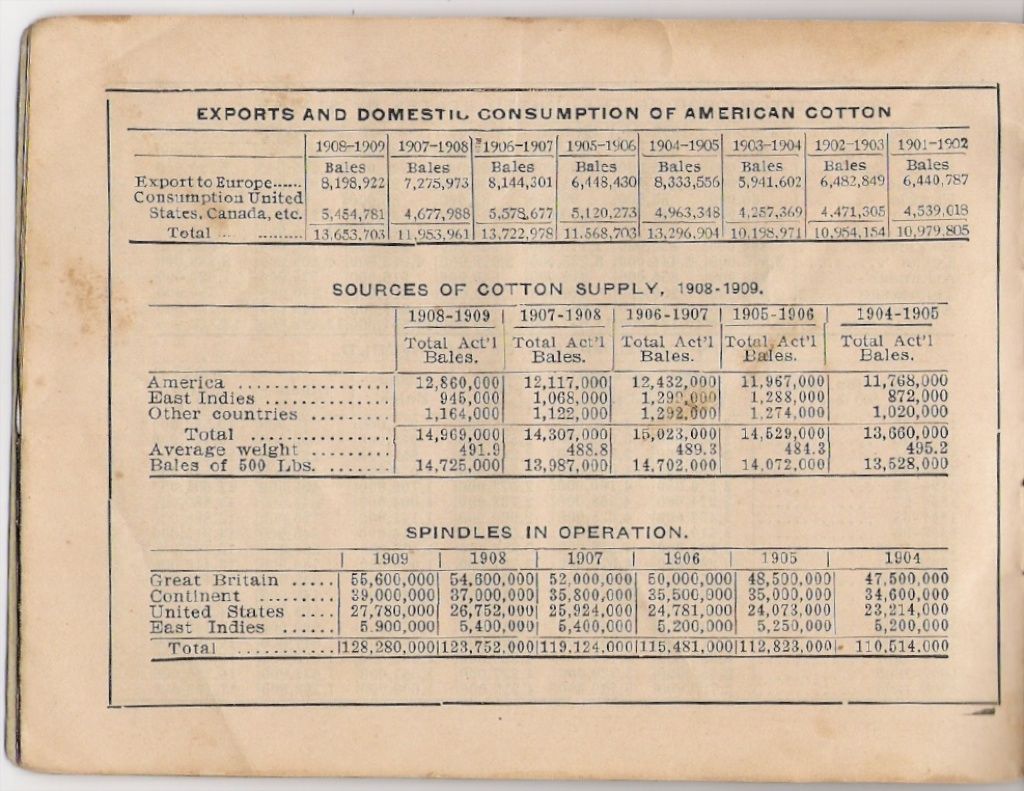 EXPORTS AND DOMESTIC CONSUMPTION OF AMERICAN COTTON
1908-1909 1907-1908 1906-1907 1905-1906 1904-1905 1903-1904 1902-1903 1901-1902
Bales Bales Bales Bales Bales Bales Bales Bales
Export to Europe...... 8,198,922 7,275,973 8,144,301 6,448,430 8,333,556 5,941,602 6,482,849 6,440,787
Consumption United
States, Canada, etc. 5,454,781 4,677,988 5,578,677 5,120,273 4,963,348 4,257,369 4,471,305 4,539,018
Total .... ......... 13,653,703 11,953,961 13,722,978 11,568,703 13,296,904 10,198,971 10,954,154 10,979,805
SOURCES OF COTTON SUPPLY, 1908-1909.
1908-1909 1907-1908 1906-1907 1905-1906 1904-1905
Total Act'l Total Act'l Total Act'l Total Act'l Total Act'l
Bales. Bales. Bales. Bales. Bales.
America ................ 12,860,000 12,117,000 12,432,000 11,967,000 11,768,000
East Indies ............. 945,000 1,068,000 1,288,000 872,000
Other countries ......... 1,164,000 1,122,000 1,274,000 1,020,000
Total ................ 14,969,000 14,307,000 15,023,000 14,529,000 13,660,000
Average weight ......... 491.9 488.8 489.3 484.3 495.2
Bales of 500 Lbs. ....... 14,725,000 13,987,000 14,702,000 14,072,000 13,528,000
SPINDLES IN OPERATION.
1909 1908 1907 1906 1905 1904
Great Britain ..... 55,600,000 54,600,000 52,000,000 50,000,000 48,500,000 47,500,000
Continent ......... 39,000,000 37,000,000 35,800,000 35,500,000 35,000,000 34,600,000
United States .... 27,780,000 26,752,000 25,924,000 24,781,000 24,073,000 23,214,000
East Indies ...... 5,900,000 5,400,000 5,400,000 5,200,000 5,250,000 5,200,000
Total ........... 128,280,000 123,752,000 119,124,000 115,481,000 112,823,000 110,514,000